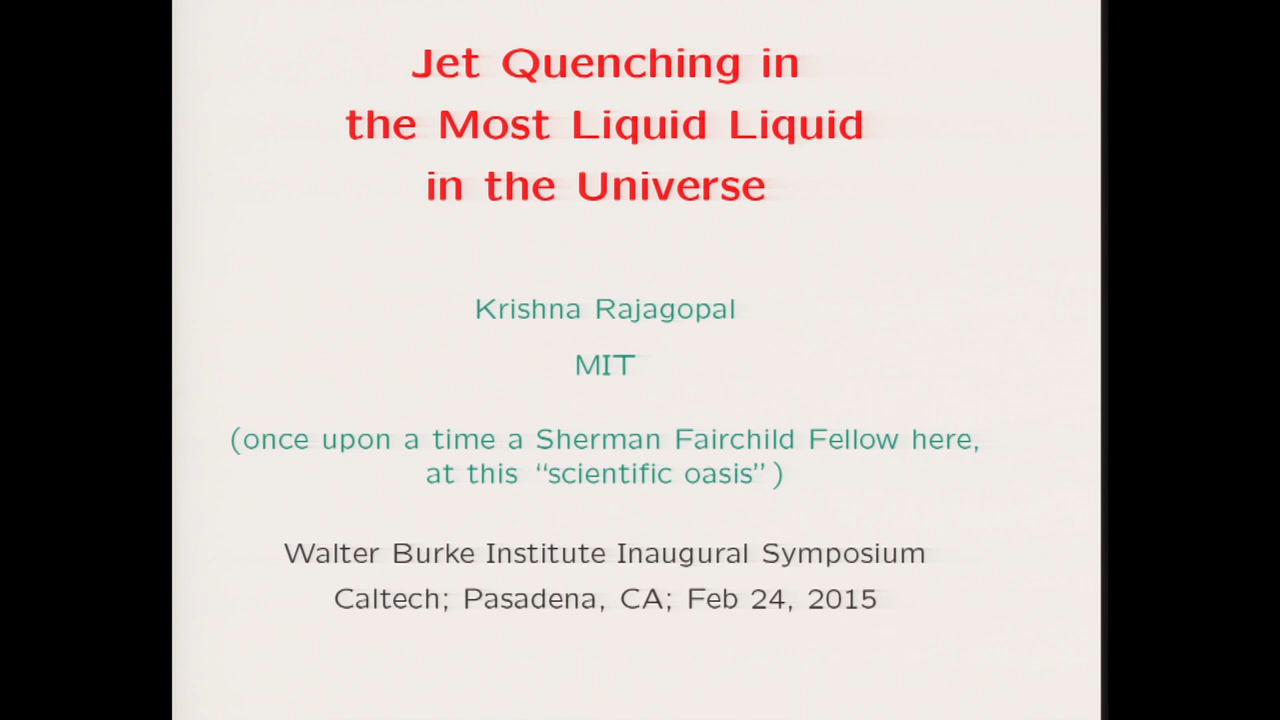 Jet Quenching in
the Most Liquid Liquid
in the Universe
Krishna Rajagopal
MIT
(once upon a time a Sherman Fairchild Fellow here,
at this “scientific oasis”)
Walter Burke Institute Inaugural Symposium
Caltech; Pasadena, CA; Feb 24, 2015